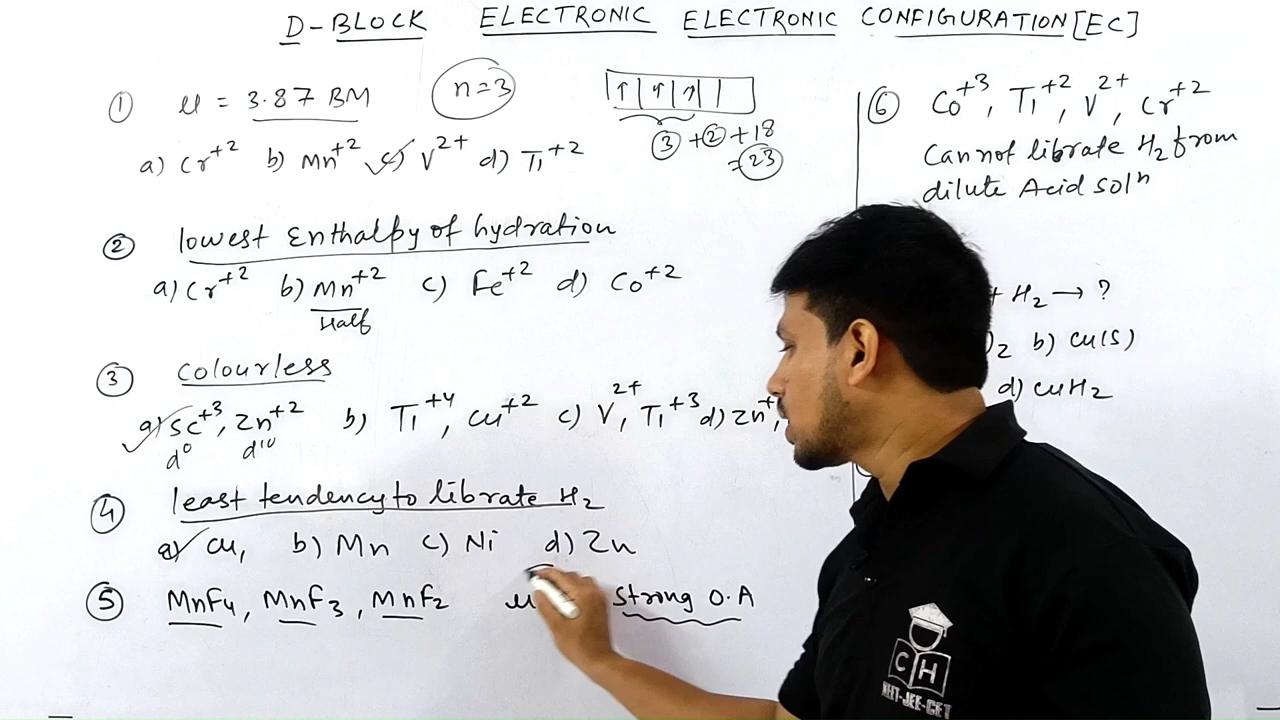 D-BLOCK ELECTRONIC ELECTRONIC CONFIGURATION [EC]
① μ = 3.87 BM n=3 ↑ ↑ ↑
③ + ② + 18
= 23
a) Cr+2 b) Mn+2 c) V2+ d) Ti+2
② lowest Enthalpy of hydration
a) Cr+2 b) Mn+2 c) Fe+2 d) Co+2
Half
③ colourless
a) Sc+3, Zn+2 b) Ti+4, Cu+2 c) V2+, Ti+3 d) Zn+
d0 d10
④ least tendency to librate H2
a) Cu, b) Mn c) Ni d) Zn
⑤ MnF4, MnF3, MnF2 Strong O.A
⑥ Co+3, Ti+2, V2+, Cr+2
Cannot librate H2 from
dilute Acid soln
+ H2 → ?
2 b) Cu(S)
d) CuH2
CH
NEET-JEE-CET